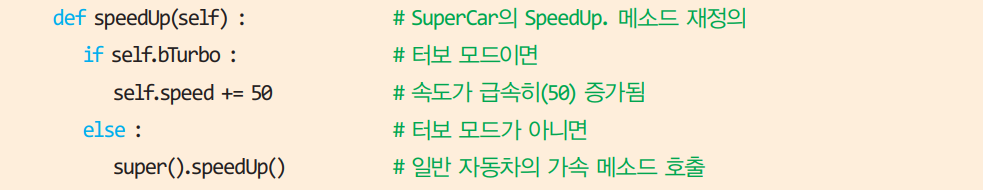 def speedUp(self) : # SuperCar의 SpeedUp. 메소드 재정의
if self.bTurbo : # 터보 모드이면
self.speed += 50 # 속도가 급속히(50) 증가됨
else : # 터보 모드가 아니면
super().speedUp() # 일반 자동차의 가속 메소드 호출